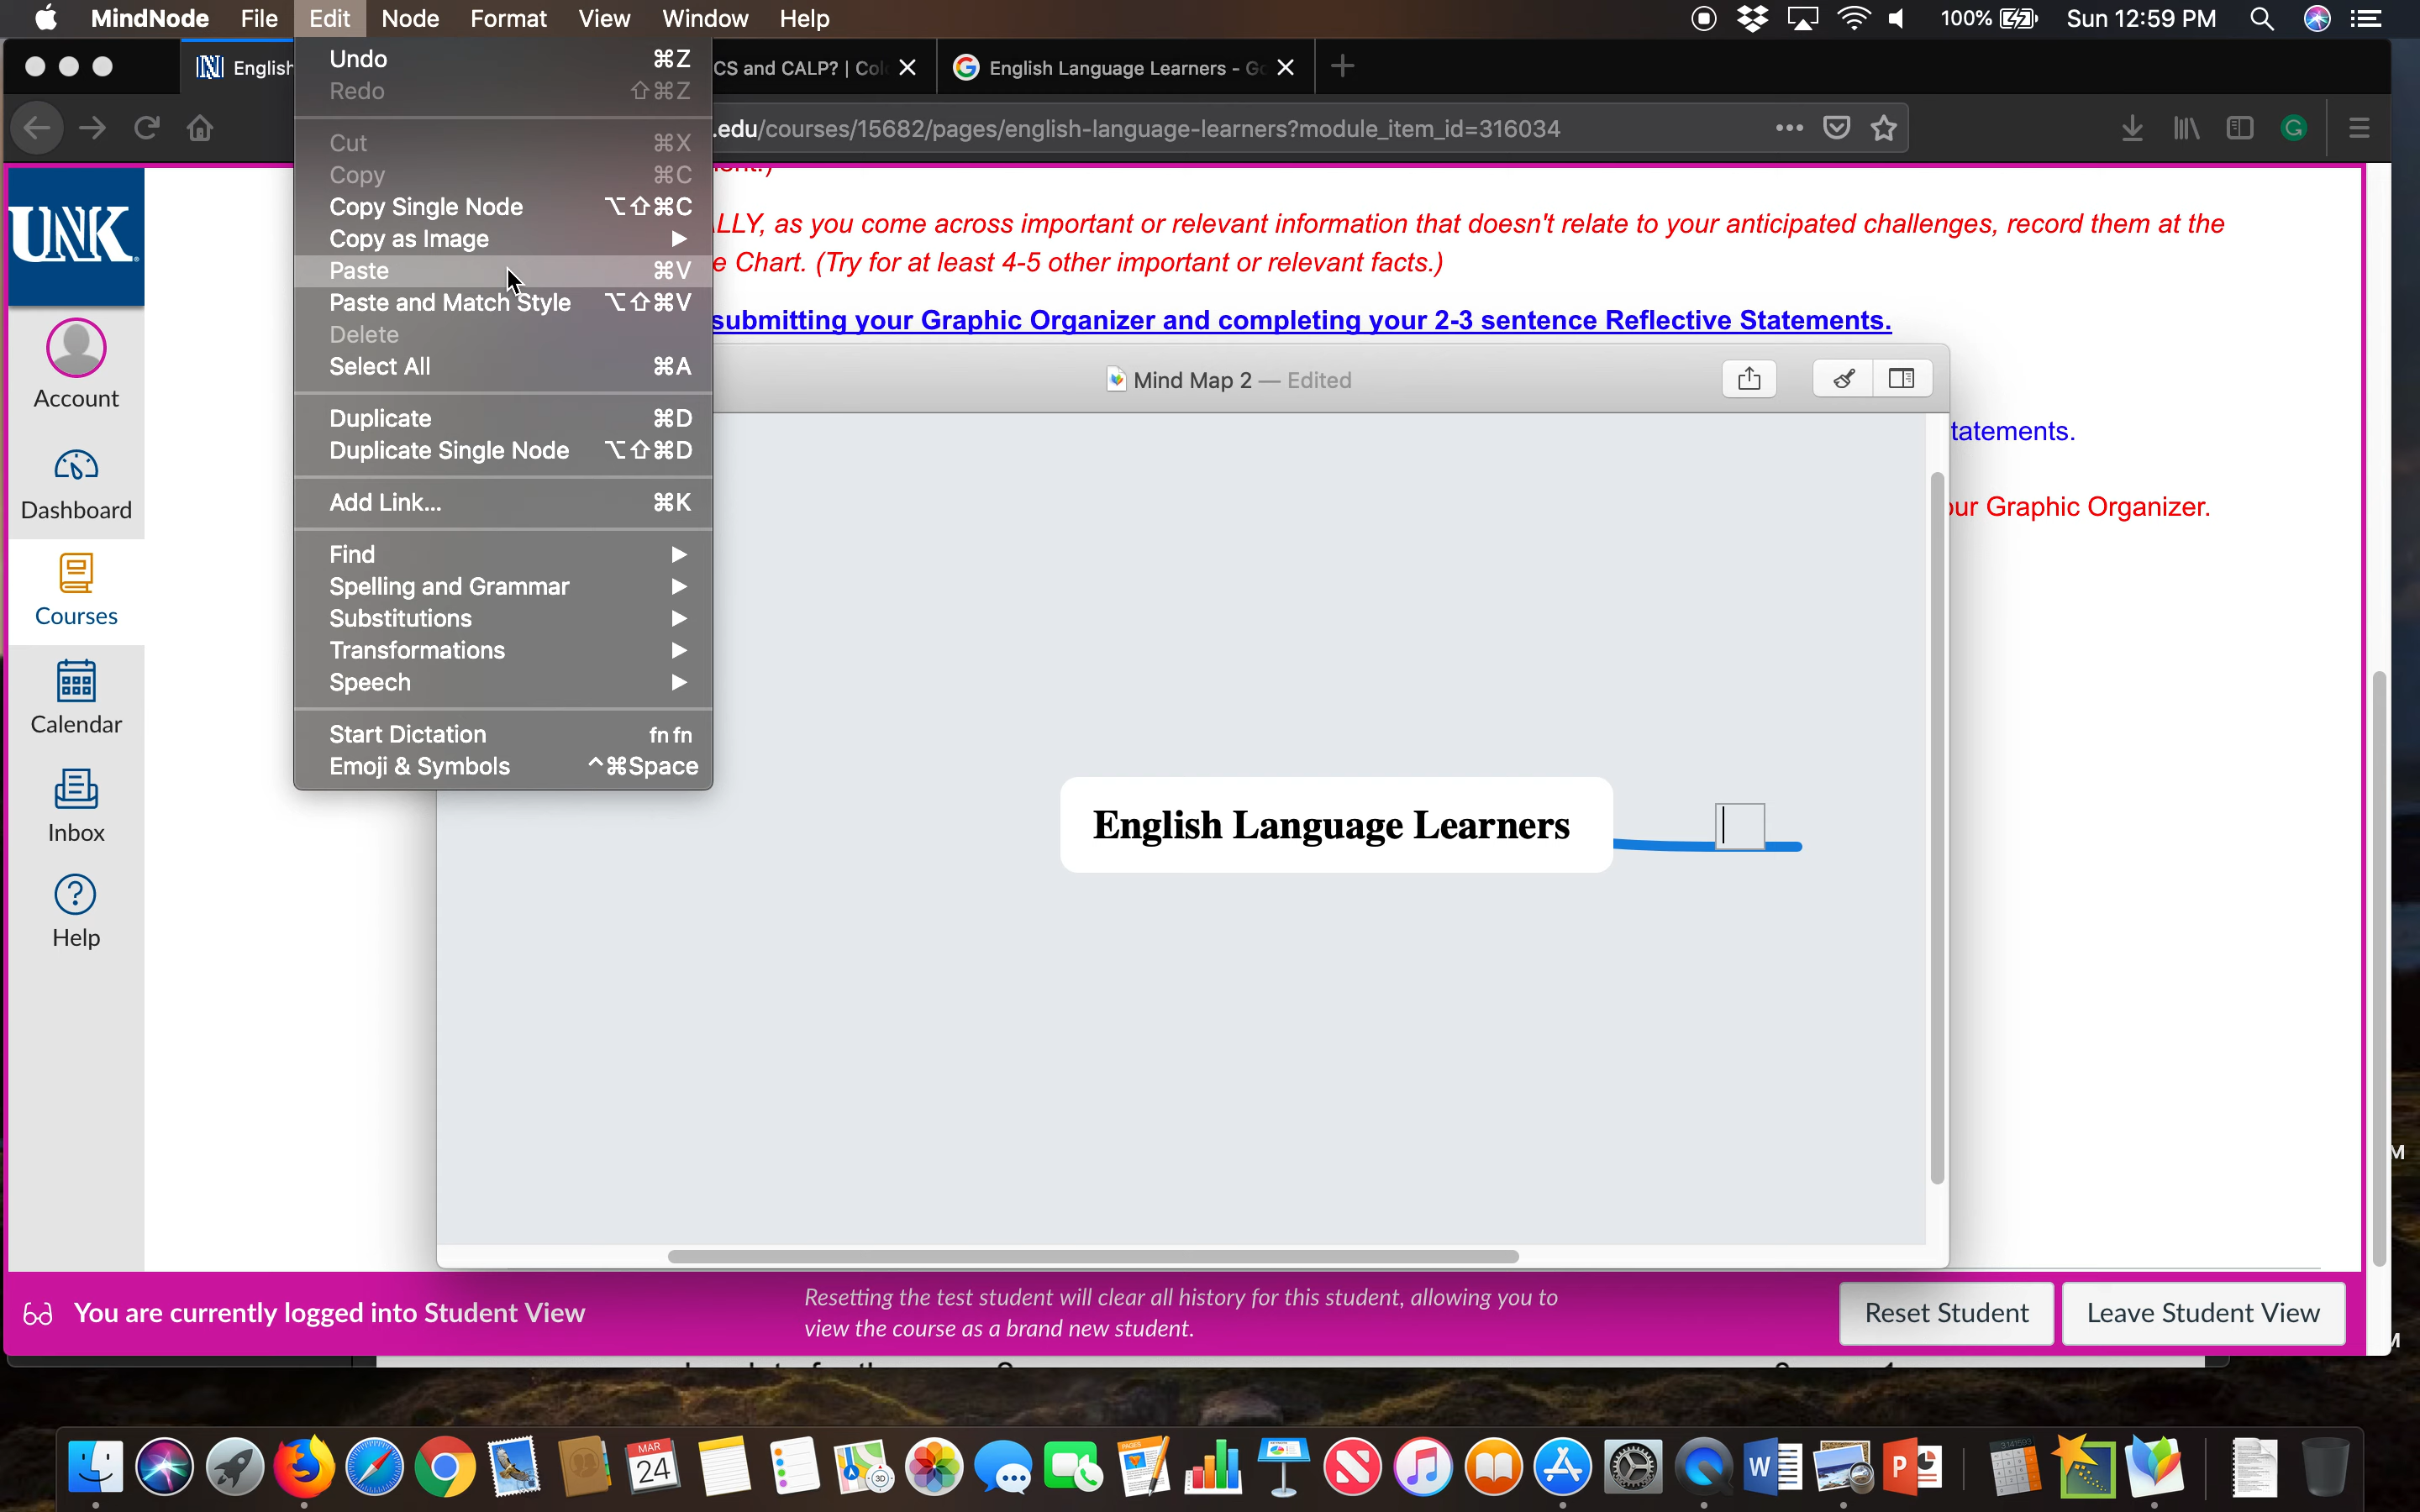 MindNode File Edit Node Format View Window Help 100% Sun 12:59 PM
English CS and CALP? | Col English Language Learners - Go
.edu/courses/15682/pages/english-language-learners?module_item_id=316034
Undo ⌘Z
Redo ⇧⌘Z
Cut ⌘X
Copy ⌘C
Copy Single Node ⌥⇧⌘C
Copy as Image ▶
Paste ⌘V
Paste and Match Style ⌥⇧⌘V
Delete
Select All ⌘A
Duplicate ⌘D
Duplicate Single Node ⌥⇧⌘D
Add Link... ⌘K
Find ▶
Spelling and Grammar ▶
Substitutions ▶
Transformations ▶
Speech ▶
Start Dictation fn fn
Emoji & Symbols ^⌘Space
UNK
Account
Dashboard
Courses
Calendar
Inbox
Help
LLY, as you come across important or relevant information that doesn't relate to your anticipated challenges, record them at the
e Chart. (Try for at least 4-5 other important or relevant facts.)
submitting your Graphic Organizer and completing your 2-3 sentence Reflective Statements.
Mind Map 2 — Edited
tatements.
ur Graphic Organizer.
English Language Learners
You are currently logged into Student View
Resetting the test student will clear all history for this student, allowing you to
view the course as a brand new student.
Reset Student
Leave Student View
MAR
24
3D
PAGES
W
P